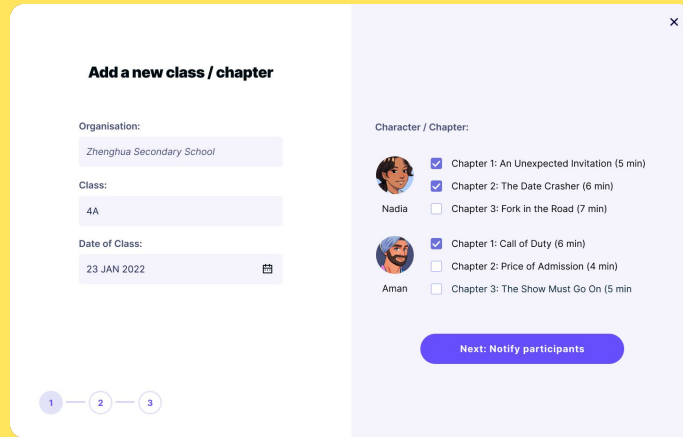 Add a new class / chapter
Organisation:
Zhenghua Secondary School
Class:
4A
Date of Class:
23 JAN 2022
1
2
3
Character / Chapter:
Nadia
Chapter 1: An Unexpected Invitation (5 min)
Chapter 2: The Date Crasher (6 min)
Chapter 3: Fork in the Road (7 min)
Aman
Chapter 1: Call of Duty (6 min)
Chapter 2: Price of Admission (4 min)
Chapter 3: The Show Must Go On (5 min
Next: Notify participants